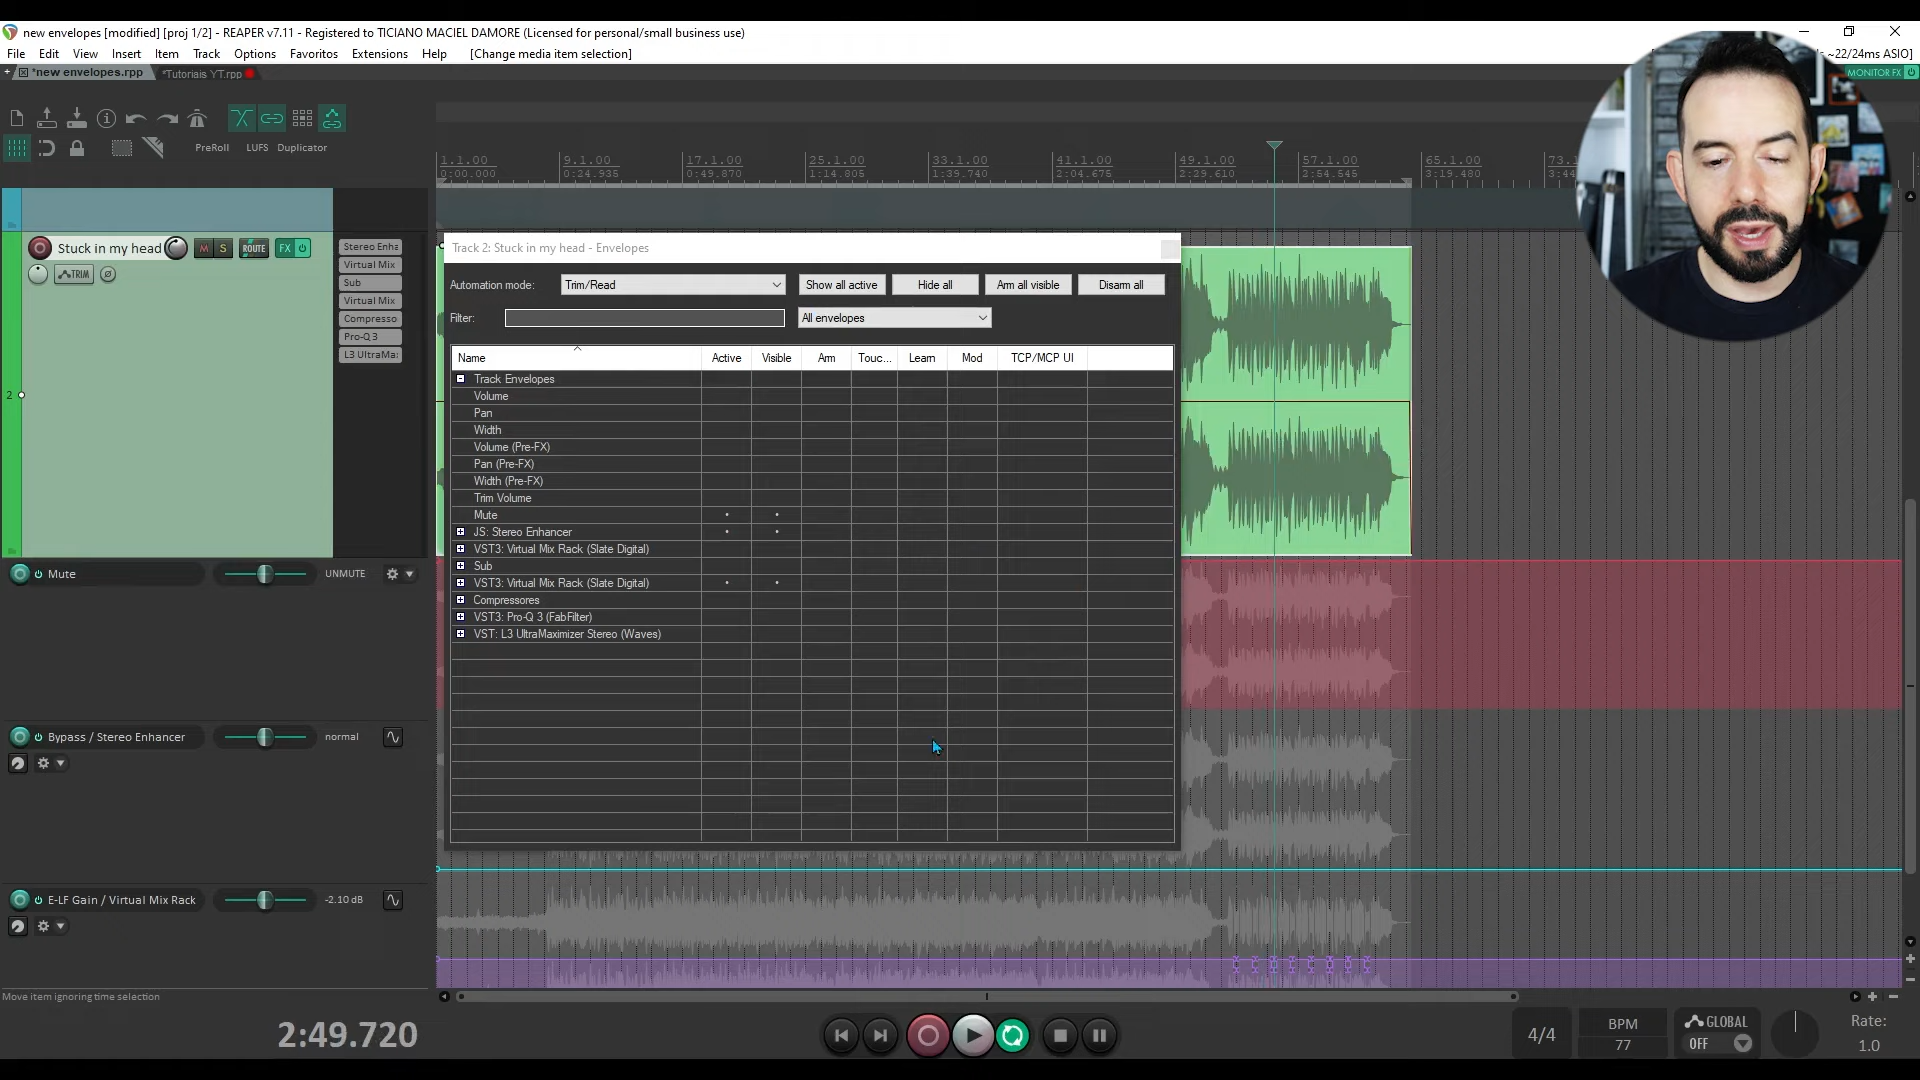 new envelopes [modified] [proj 1/2] - REAPER v7.11 - Registered to TICIANO MACIEL DAMORE (Licensed for personal/small business use)
File Edit View Insert Item Track Options Favoritos Extensions Help [Change media item selection]
~22/24ms ASIO]
*new envelopes.rpp *Tutoriais YT.rpp
MONITOR FX
PreRoll LUFS Duplicator
1.1.00 9.1.00 17.1.00 25.1.00 33.1.00 41.1.00 49.1.00 57.1.00 65.1.00 73.1
0:00.000 0:24.935 0:49.870 1:14.805 1:39.740 2:04.675 2:29.610 2:54.545 3:19.480 3:44
Stuck in my head M S ROUTE FX
TRIM
Stereo Enha
Virtual Mix
Sub
Virtual Mix
Compresso
Pro-Q 3
L3 UltraMa
2
Track 2: Stuck in my head - Envelopes
Automation mode: Trim/Read Show all active Hide all Arm all visible Disarm all
Filter: All envelopes
Name Active Visible Arm Touc... Learn Mod TCP/MCP UI
Track Envelopes
Volume
Pan
Width
Volume (Pre-FX)
Pan (Pre-FX)
Width (Pre-FX)
Trim Volume
Mute
JS: Stereo Enhancer
VST3: Virtual Mix Rack (Slate Digital)
Sub
VST3: Virtual Mix Rack (Slate Digital)
Compressores
VST3: Pro-Q 3 (FabFilter)
VST: L3 UltraMaximizer Stereo (Waves)
Mute UNMUTE
Bypass / Stereo Enhancer normal
E-LF Gain / Virtual Mix Rack -2.10 dB
Move item ignoring time selection
2:49.720
4/4
BPM
77
GLOBAL
OFF
Rate:
1.0